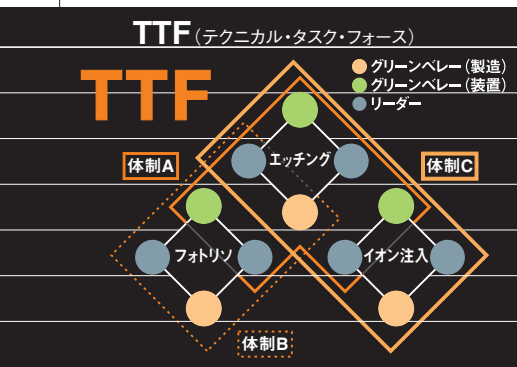 TTF(テクニカル・タスク・フォース)
TTF
グリーンベレー(製造)
グリーンベレー(装置)
リーダー
エッチング
体制A
体制C
フォトリソ
イオン注入
体制B